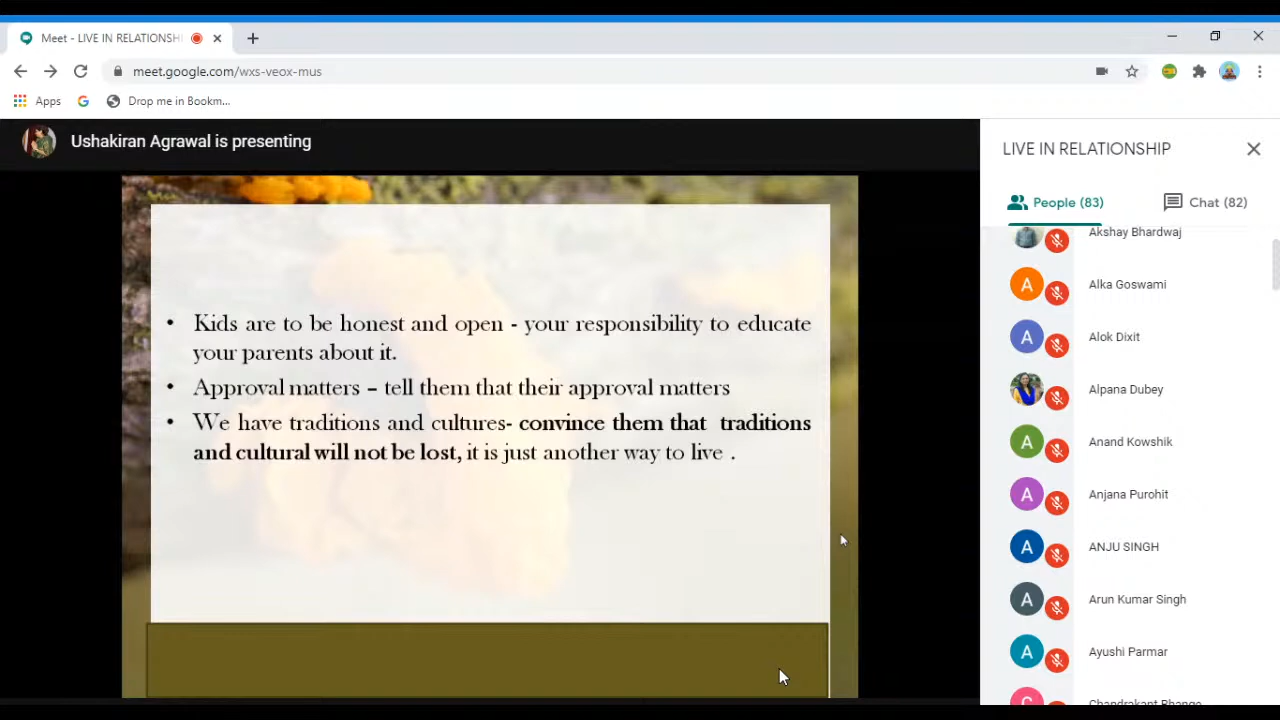 Meet - LIVE IN RELATIONSH
meet.google.com/wxs-veox-mus
Apps
Drop me in Bookm...
Ushakiran Agrawal is presenting
• Kids are to be honest and open - your responsibility to educate
your parents about it.
• Approval matters – tell them that their approval matters
• We have traditions and cultures- convince them that traditions
and cultural will not be lost, it is just another way to live .
LIVE IN RELATIONSHIP
People (83)
Chat (82)
Akshay Bhardwaj
A Alka Goswami
A Alok Dixit
Alpana Dubey
A Anand Kowshik
A Anjana Purohit
A ANJU SINGH
A Arun Kumar Singh
A Ayushi Parmar
Chandrakant Bhange